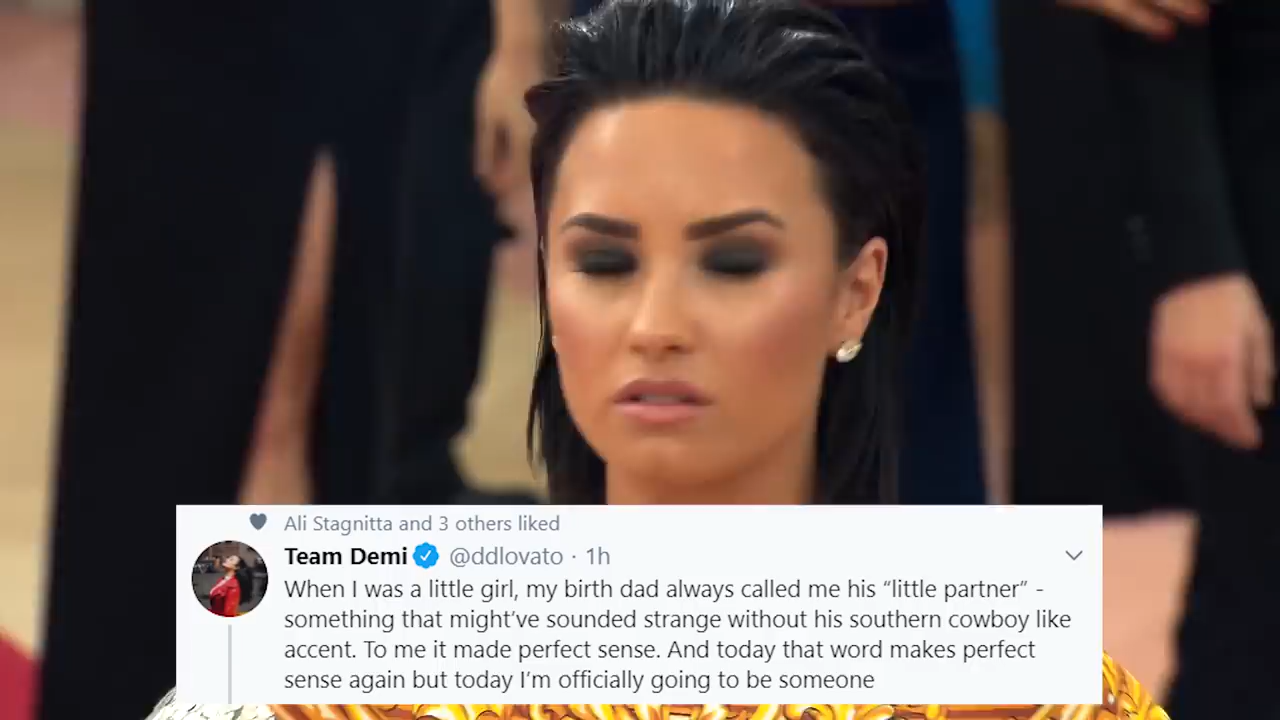 Ali Stagnitta and 3 others liked
Team Demi @ddlovato · 1h
When I was a little girl, my birth dad always called me his “little partner” -
something that might’ve sounded strange without his southern cowboy like
accent. To me it made perfect sense. And today that word makes perfect
sense again but today I’m officially going to be someone